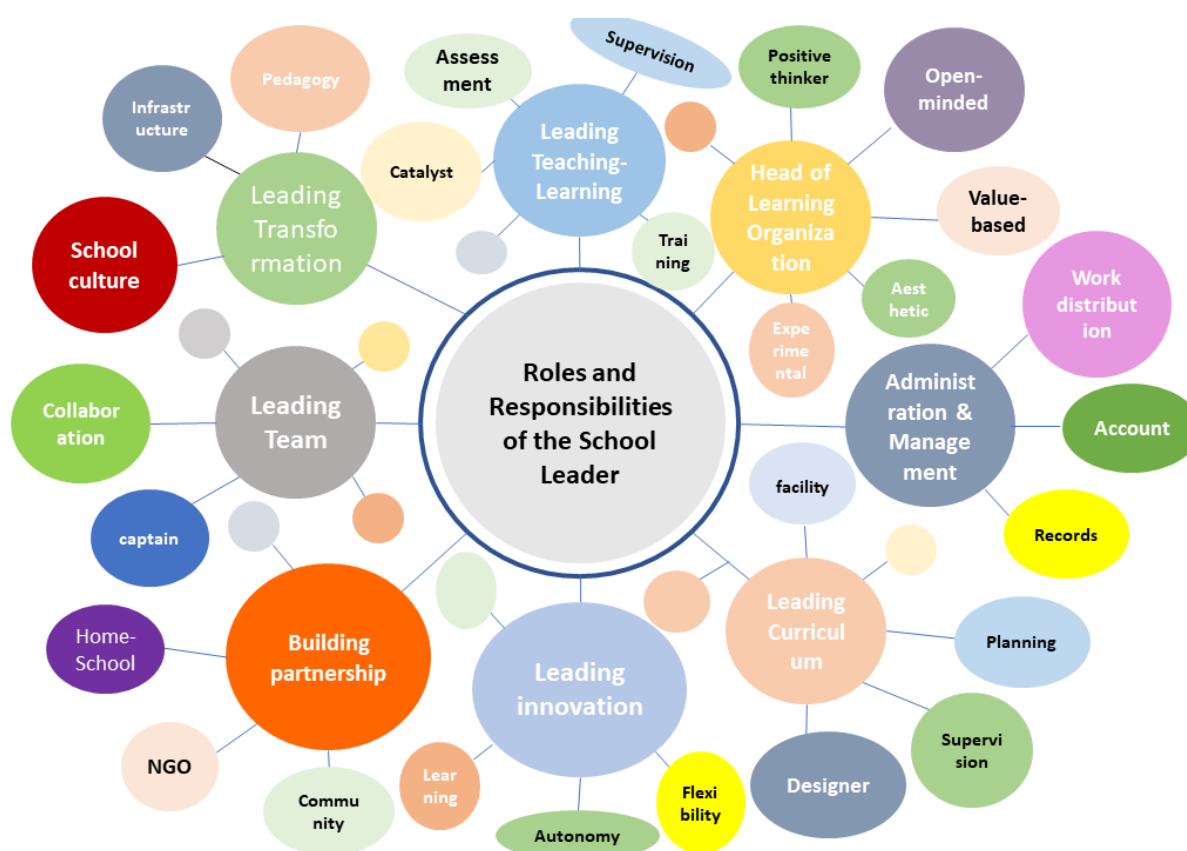 Supervision
Assess
ment
Positive
thinker
Open-
minded
Pedagogy
Infrastr
ucture
Leading
Teaching-
Learning
Catalyst
Head of
Learning
Organiza
tion
Value-
based
Leading
Transfo
rmation
School
culture
Trai
ning
Aest
hetic
Work
distribut
ion
Expe
rime
ntal
Roles and
Responsibilities
of the School
Leader
Administ
ration &
Manage
ment
Leading
Team
Collabor
ation
Account
captain
facility
Records
Home-
School
Building
partnership
Leading
innovation
Leading
Curricul
um
Planning
NGO
Commu
nity
Lear
ning
Autonomy
Flexi
bility
Designer
Supervi
sion